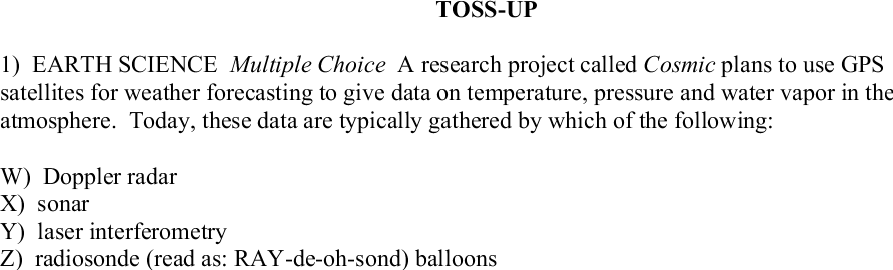 TOSS-UP
1) EARTH SCIENCE Multiple Choice A research project called Cosmic plans to use GPS
satellites for weather forecasting to give data on temperature, pressure and water vapor in the
atmosphere. Today, these data are typically gathered by which of the following:
W) Doppler radar
X) sonar
Y) laser interferometry
Z) radiosonde (read as: RAY-de-oh-sond) balloons